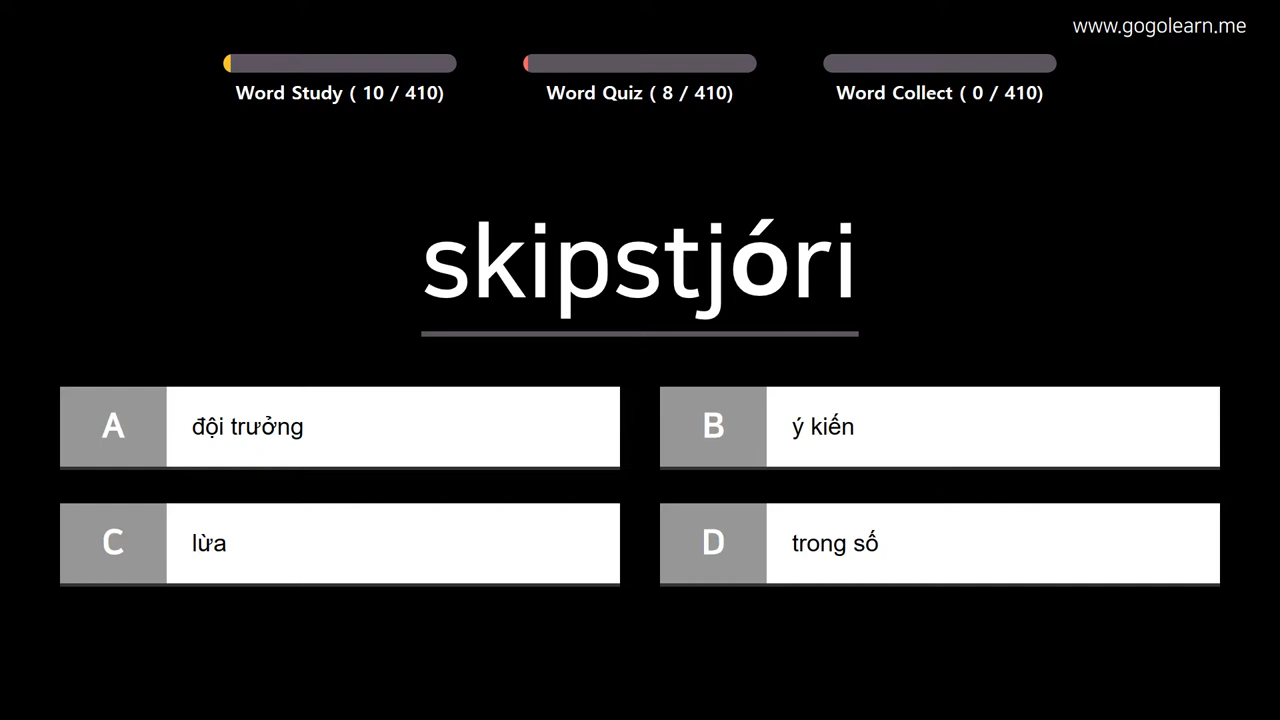 www.gogolearn.me
Word Study ( 10 / 410)
Word Quiz ( 8 / 410)
Word Collect ( 0 / 410)
skipstjóri
A đội trưởng
B ý kiến
C lừa
D trong số